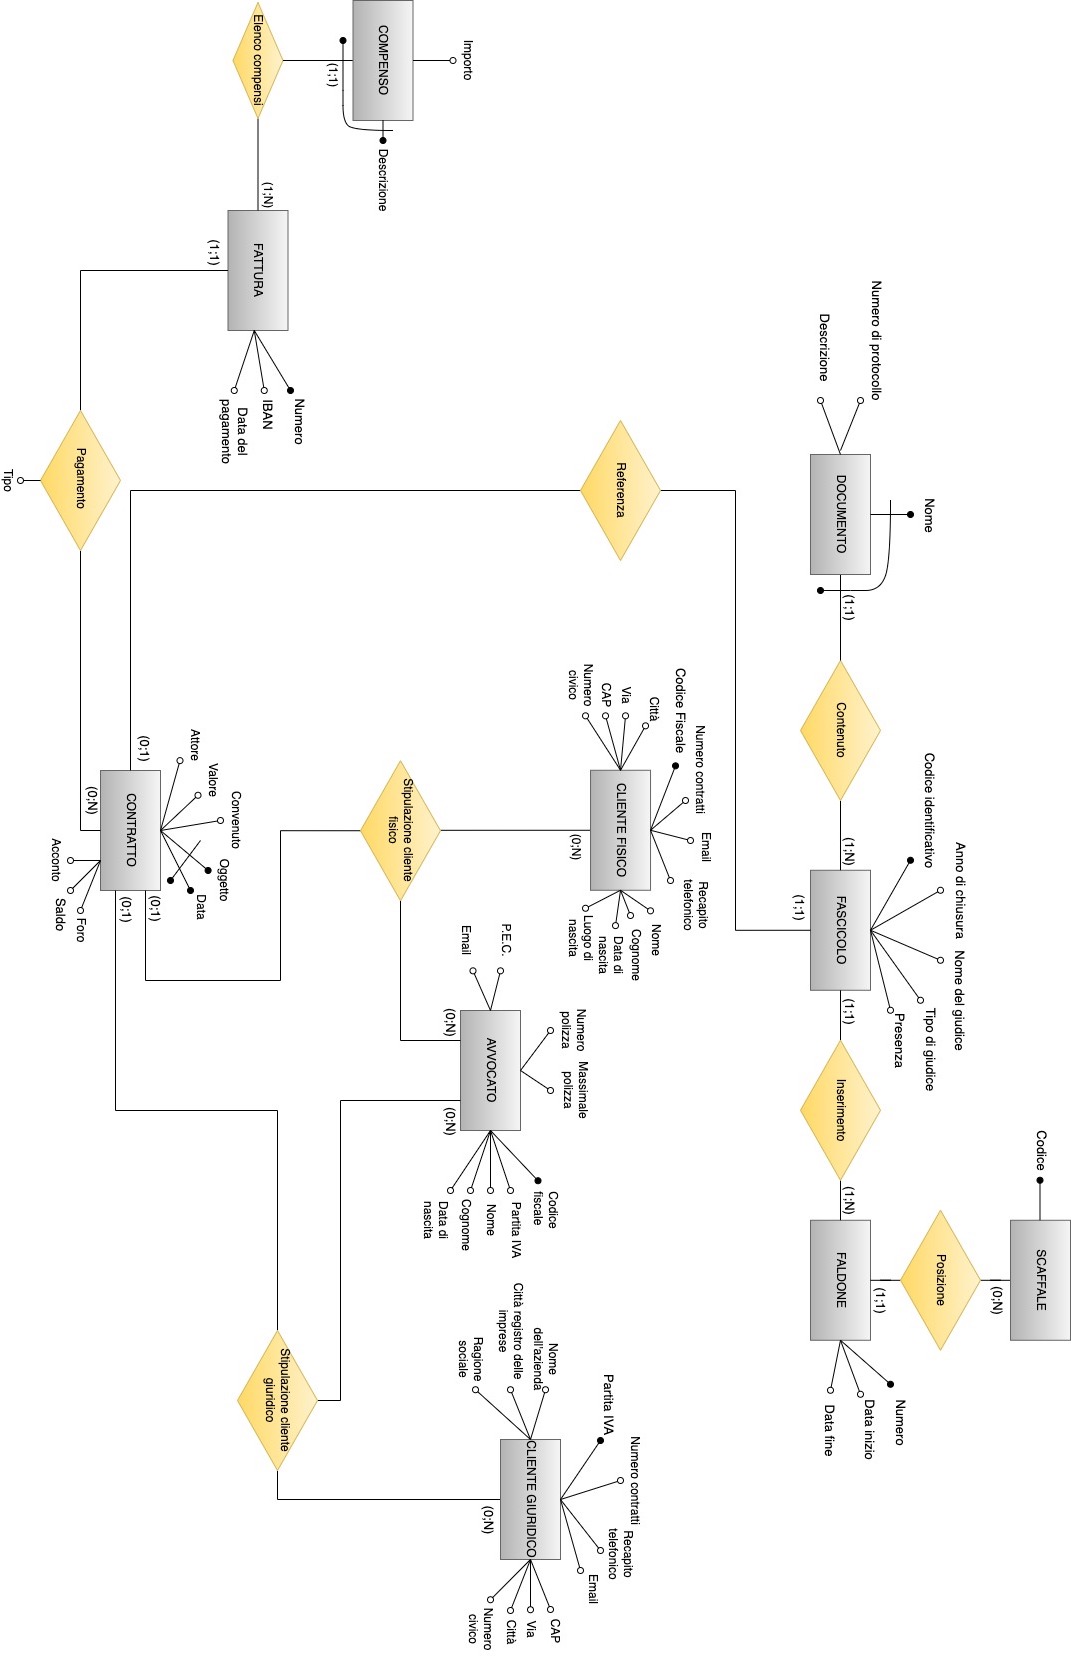 Importo
COMPENSO
(1;1)
Elenco compensi
Descrizione
(1;N)
FATTURA
(1;1)
Numero
IBAN
Data del
pagamento
Pagamento
Tipo
Referenza
Numero di protocollo
Descrizione
DOCUMENTO
Nome
(1;1)
Contenuto
(1;N)
Codice identificativo
Anno di chiusura
Nome del giudice
Tipo di giudice
Presenza
FASCICOLO
(1;1)
(1;1)
Inserimento
(1;N)
FALDONE
Numero
Data inizio
Data fine
(1;1)
Posizione
(0;N)
SCAFFALE
Codice
Numero
civico
CAP
Via
Città
Codice Fiscale
Numero contratti
Email
Recapito
telefonico
CLIENTE FISICO
(0;N)
Nome
Cognome
Data di
nascita
Luogo di
nascita
Stipulazione cliente
fisico
Attore
Valore
Convenuto
Oggetto
Data
CONTRATTO
(0;1)
(0;N)
(0;1)
(0;1)
Acconto
Saldo
Foro
P.E.C.
Email
Numero
polizza
Massimale
polizza
AVVOCATO
(0;N)
(0;N)
Codice
fiscale
Partita IVA
Nome
Cognome
Data di
nascita
Stipulazione cliente
giuridico
Nome
dell'azienda
Città registro delle
imprese
Ragione
sociale
Partita IVA
Numero contratti
Recapito
telefonico
Email
CLIENTE GIURIDICO
(0;N)
CAP
Via
Città
Numero
civico